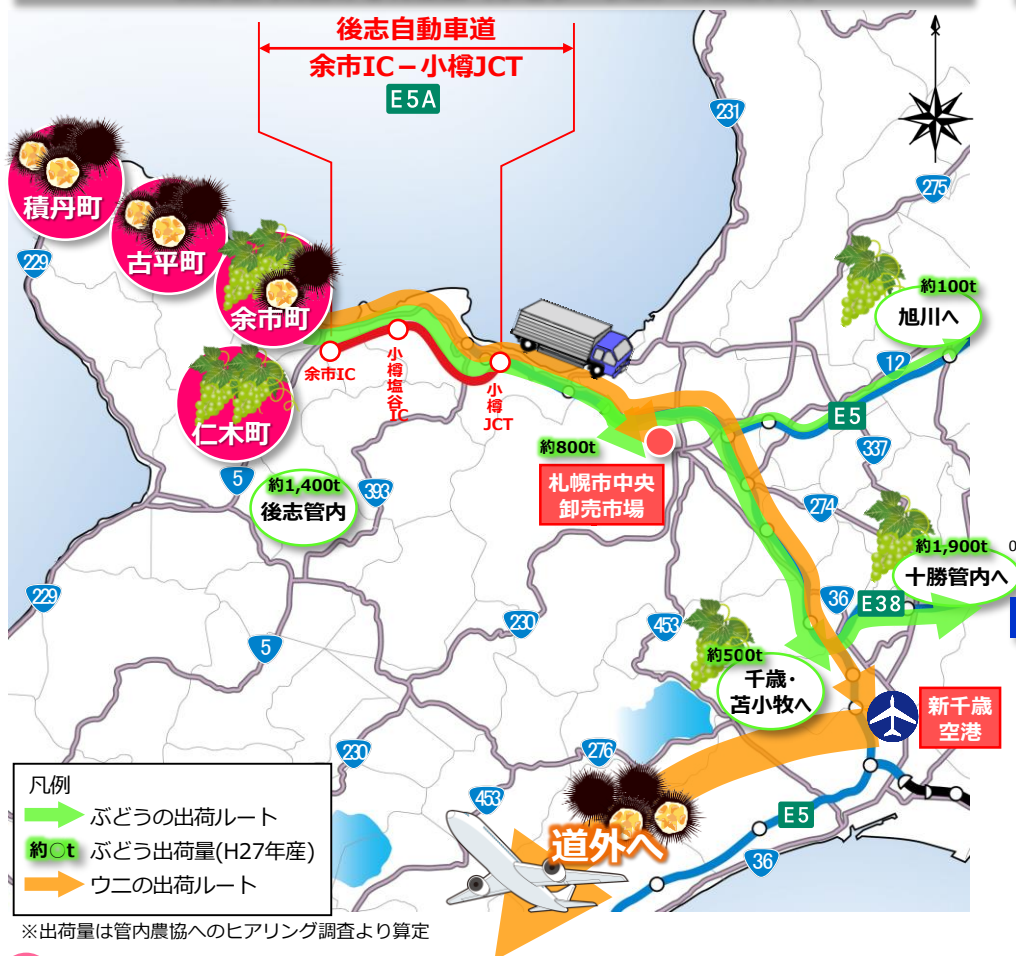 後志自動車道
余市IC－小樽JCT
E5A
231
275
積丹町
古平町
余市町
仁木町
229
余市IC
小樽塩谷IC
小樽JCT
約100t
旭川へ
12
E5
337
約800t
札幌市中央
卸売市場
274
5
約1,400t
後志管内
393
約1,900t
十勝管内へ
0
36
E38
229
5
230
453
約500t
千歳・
苫小牧へ
新千歳
空港
230
276
453
道外へ
E5
36
凡例
ぶどうの出荷ルート
約○t ぶどう出荷量(H27年産)
ウニの出荷ルート
※出荷量は管内農協へのヒアリング調査より算定